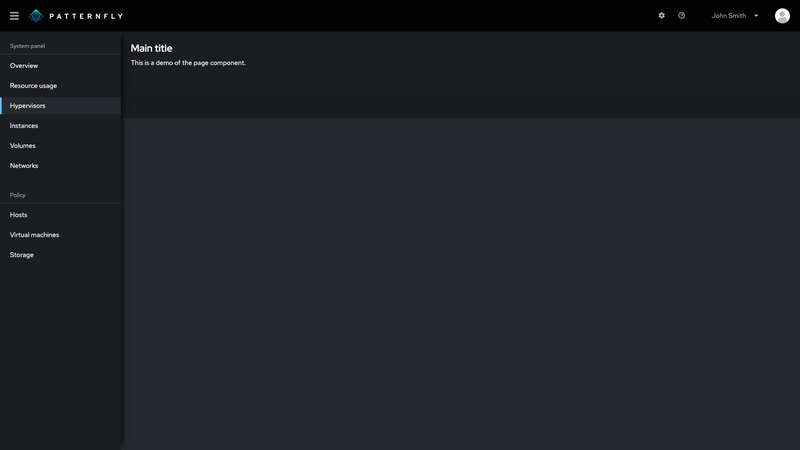 PATTERNFLY
John Smith
System panel
Overview
Resource usage
Hypervisors
Instances
Volumes
Networks
Policy
Hosts
Virtual machines
Storage
Main title
This is a demo of the page component.